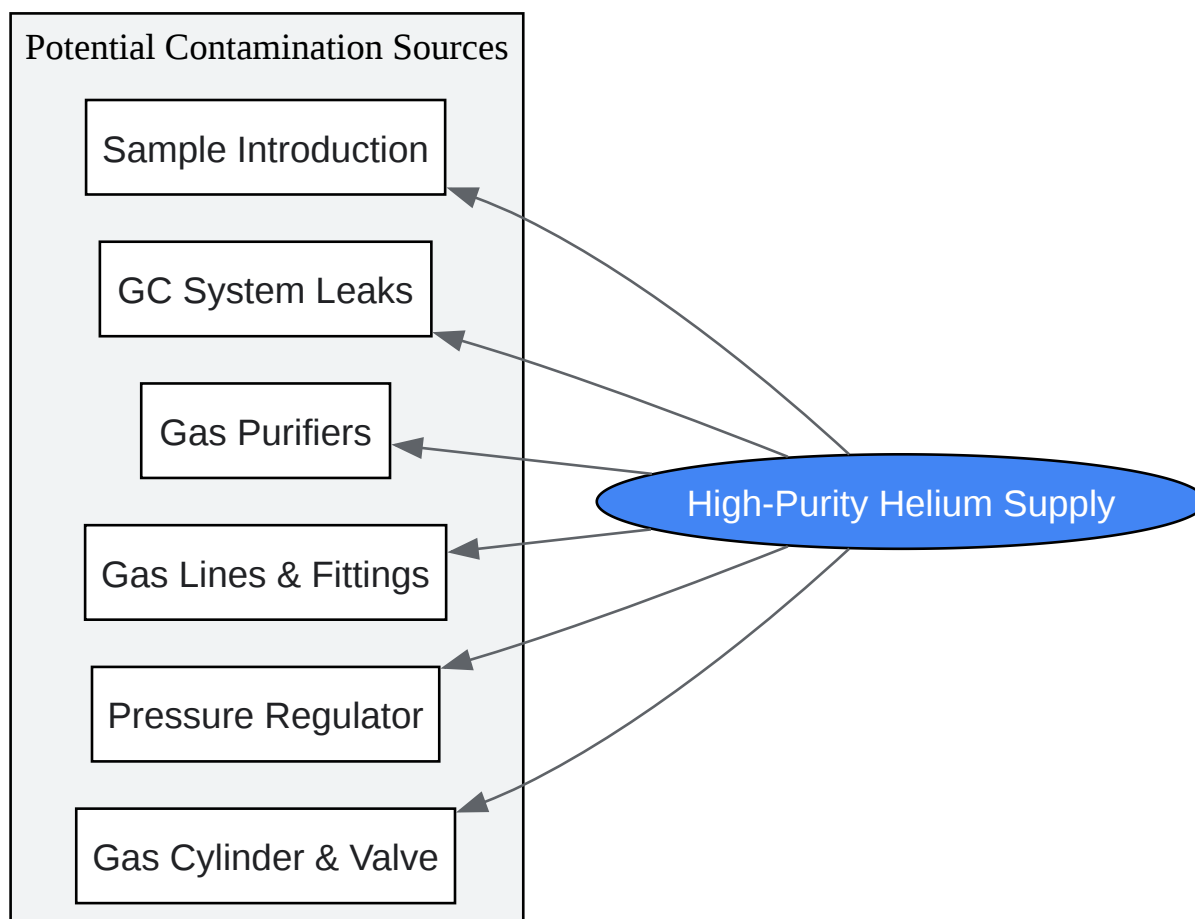 Potential Contamination Sources
Sample Introduction
GC System Leaks
Gas Purifiers
High-Purity Helium Supply
Gas Lines & Fittings
Pressure Regulator
Gas Cylinder & Valve